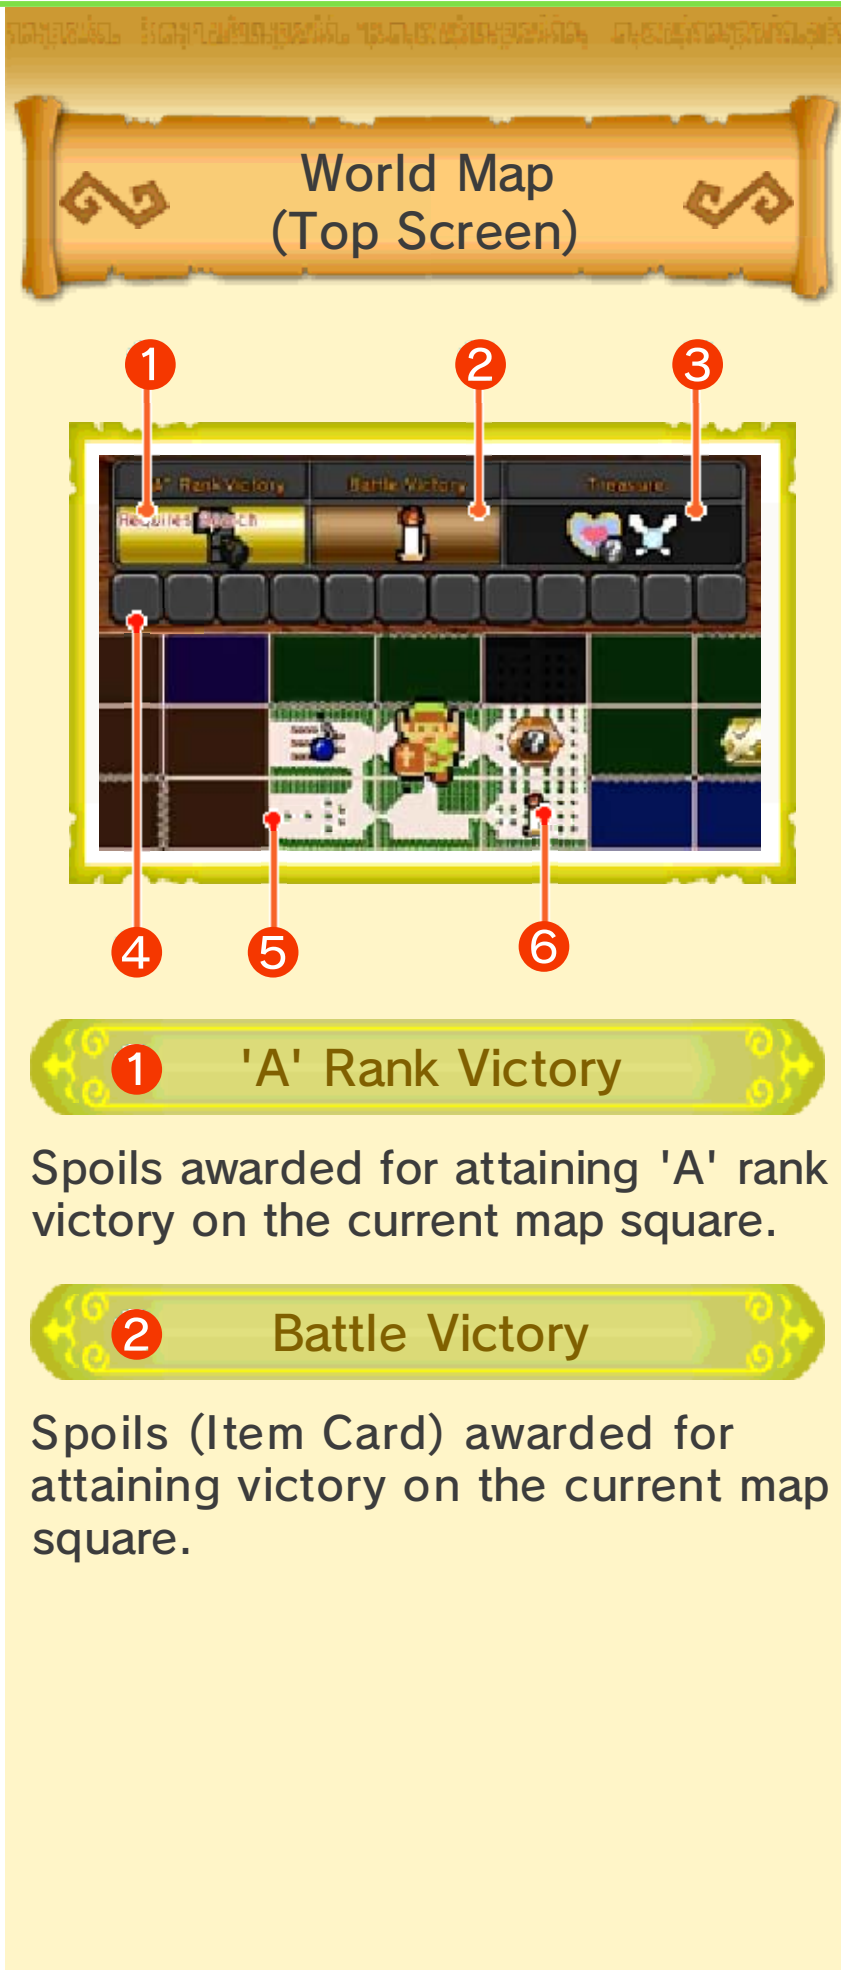 World Map
(Top Screen)
1
2
3
'A' Rank Victory
Battle Victory
Treasure
Requires Search
4
5
6
1 'A' Rank Victory
Spoils awarded for attaining 'A' rank
victory on the current map square.
2 Battle Victory
Spoils (Item Card) awarded for
attaining victory on the current map
square.